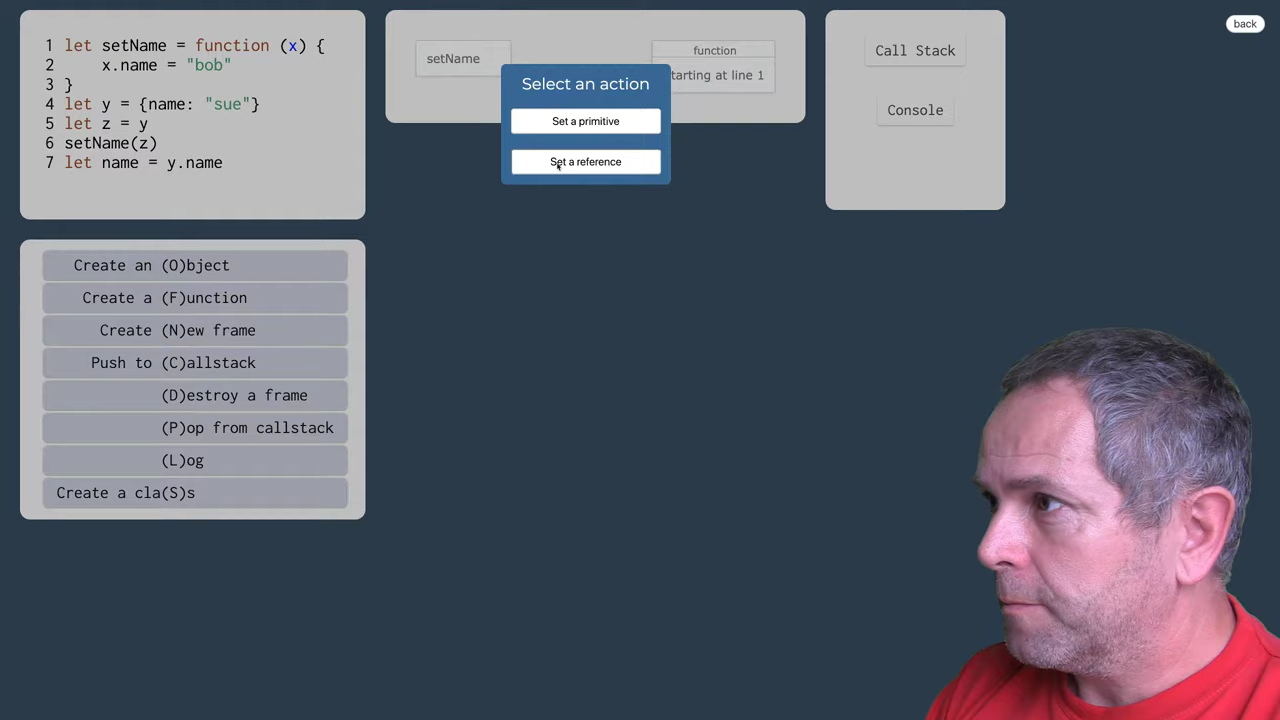 1 let setName = function (x) {
2 x.name = "bob"
3 }
4 let y = {name: "sue"}
5 let z = y
6 setName(z)
7 let name = y.name
Create an (O)bject
Create a (F)unction
Create (N)ew frame
Push to (C)allstack
(D)estroy a frame
(P)op from callstack
(L)og
Create a cla(S)s
setName
function
tarting at line 1
Select an action
Set a primitive
Set a reference
Call Stack
Console
back